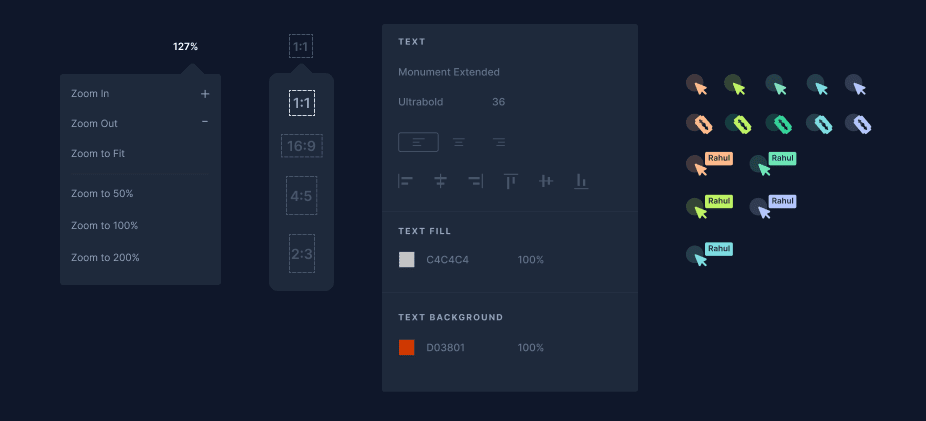 127%
Zoom In +
Zoom Out -
Zoom to Fit
Zoom to 50%
Zoom to 100%
Zoom to 200%
1:1
1:1
16:9
4:5
2:3
TEXT
Monument Extended
Ultrabold 36
TEXT FILL
C4C4C4 100%
TEXT BACKGROUND
D03801 100%
Rahul Rahul
Rahul Rahul
Rahul